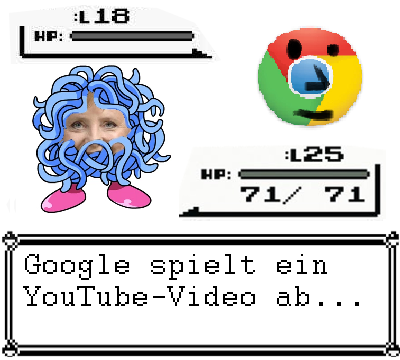 :L18
HP:
:L25
HP:
71/ 71
Google spielt ein
YouTube-Video ab...